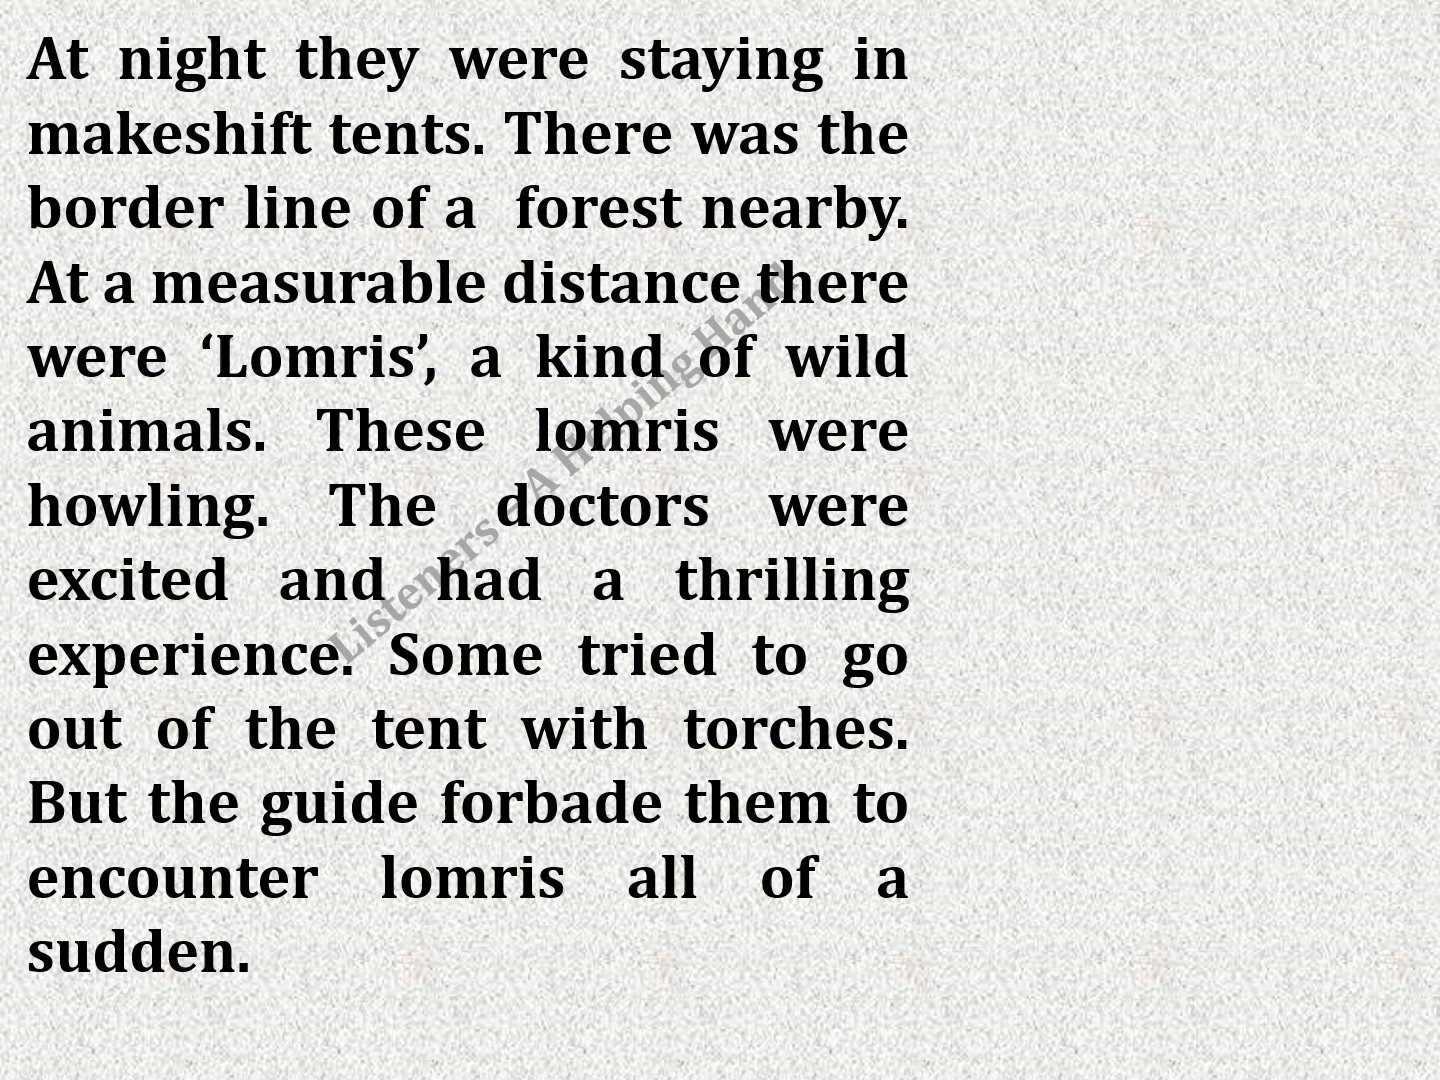 At night they were staying in
makeshift tents. There was the
border line of a  forest nearby.
At a measurable distance there
were ‘Lomris’, a kind of wild
animals. These lomris were
howling. The doctors were
excited and had a thrilling
experience. Some tried to go
out of the tent with torches.
But the guide forbade them to
encounter lomris all of a
sudden.
Listeners - A Helping Hand